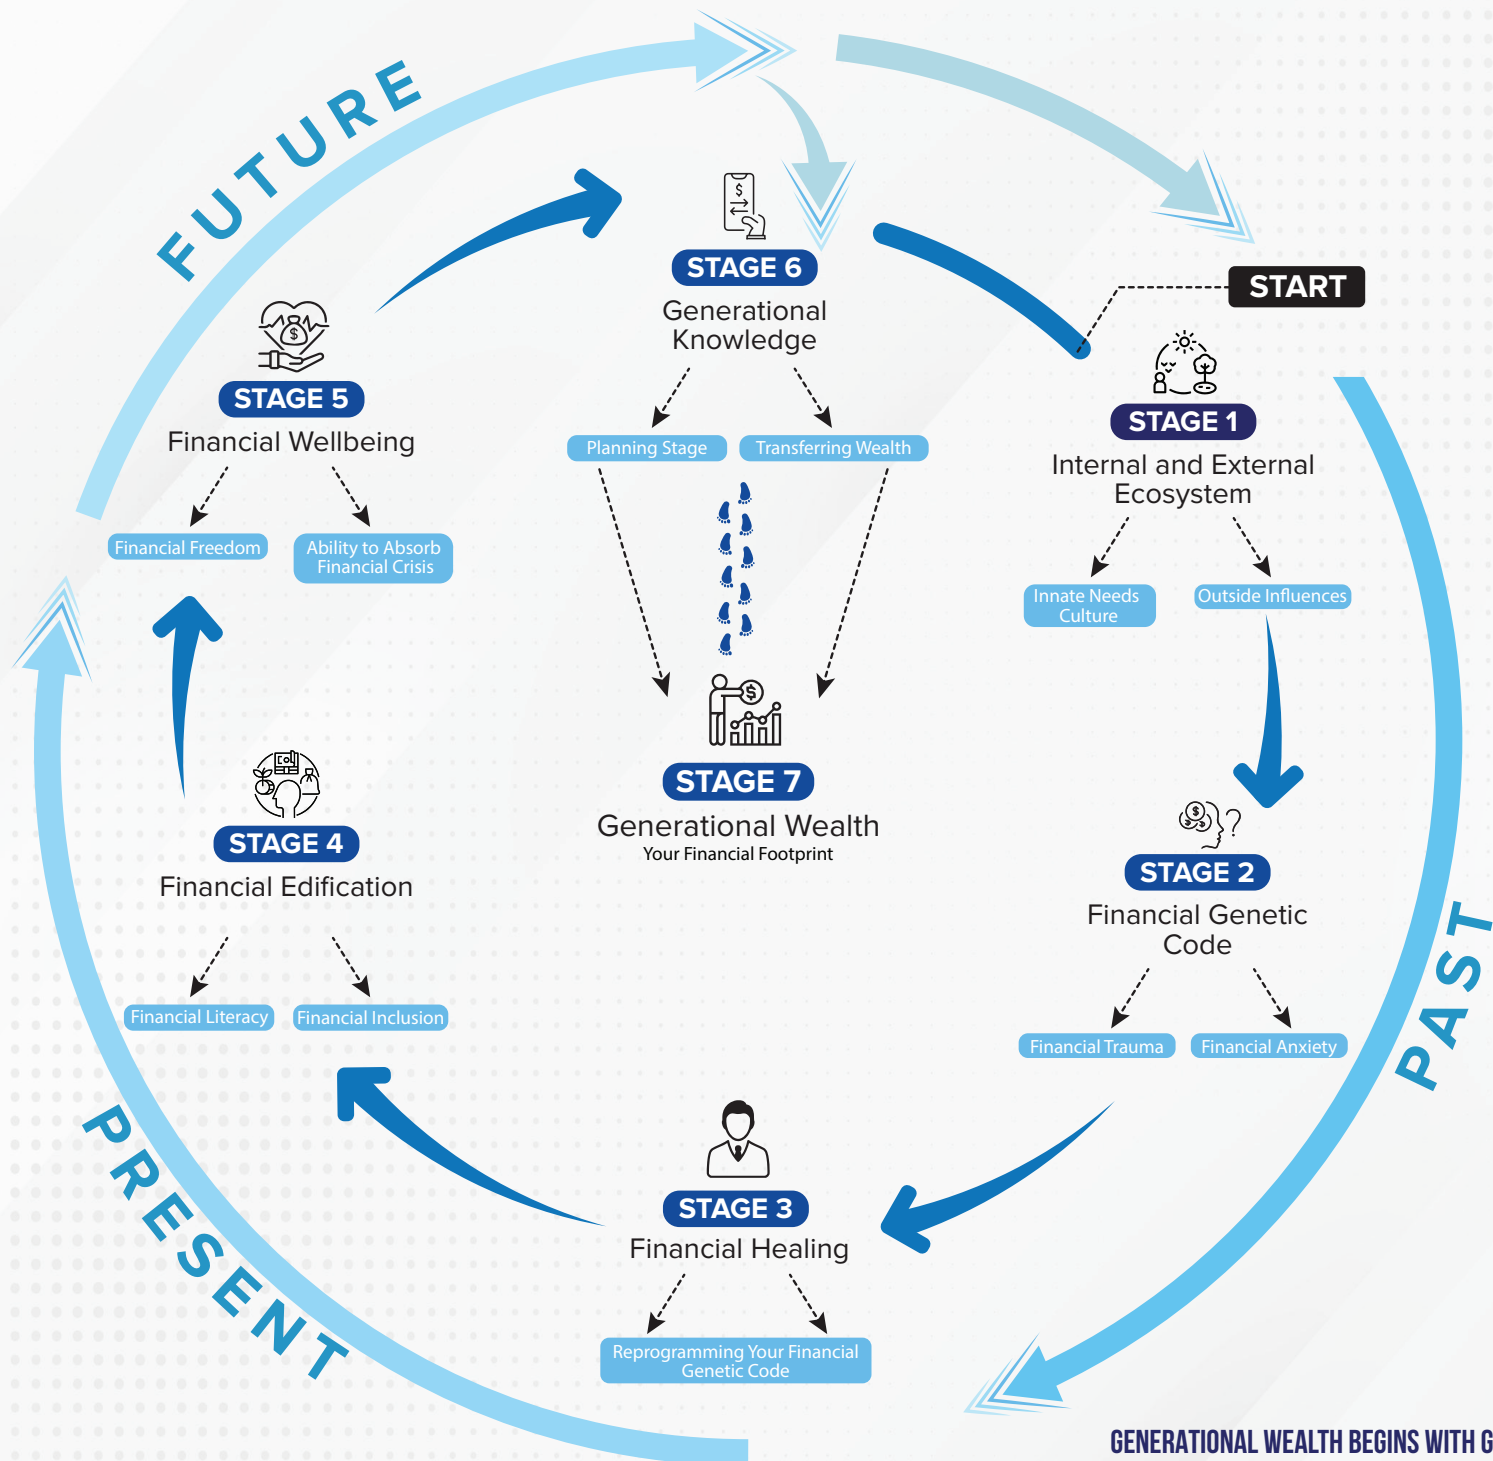 FUTURE
START
STAGE 1
Internal and External
Ecosystem
Innate Needs
Culture
Outside Influences
PAST
STAGE 2
Financial Genetic
Code
Financial Trauma
Financial Anxiety
STAGE 3
Financial Healing
Reprogramming Your Financial
Genetic Code
PRESENT
STAGE 4
Financial Edification
Financial Literacy
Financial Inclusion
STAGE 5
Financial Wellbeing
Financial Freedom
Ability to Absorb
Financial Crisis
STAGE 6
Generational
Knowledge
Planning Stage
Transferring Wealth
STAGE 7
Generational Wealth
Your Financial Footprint
GENERATIONAL WEALTH BEGINS WITH G